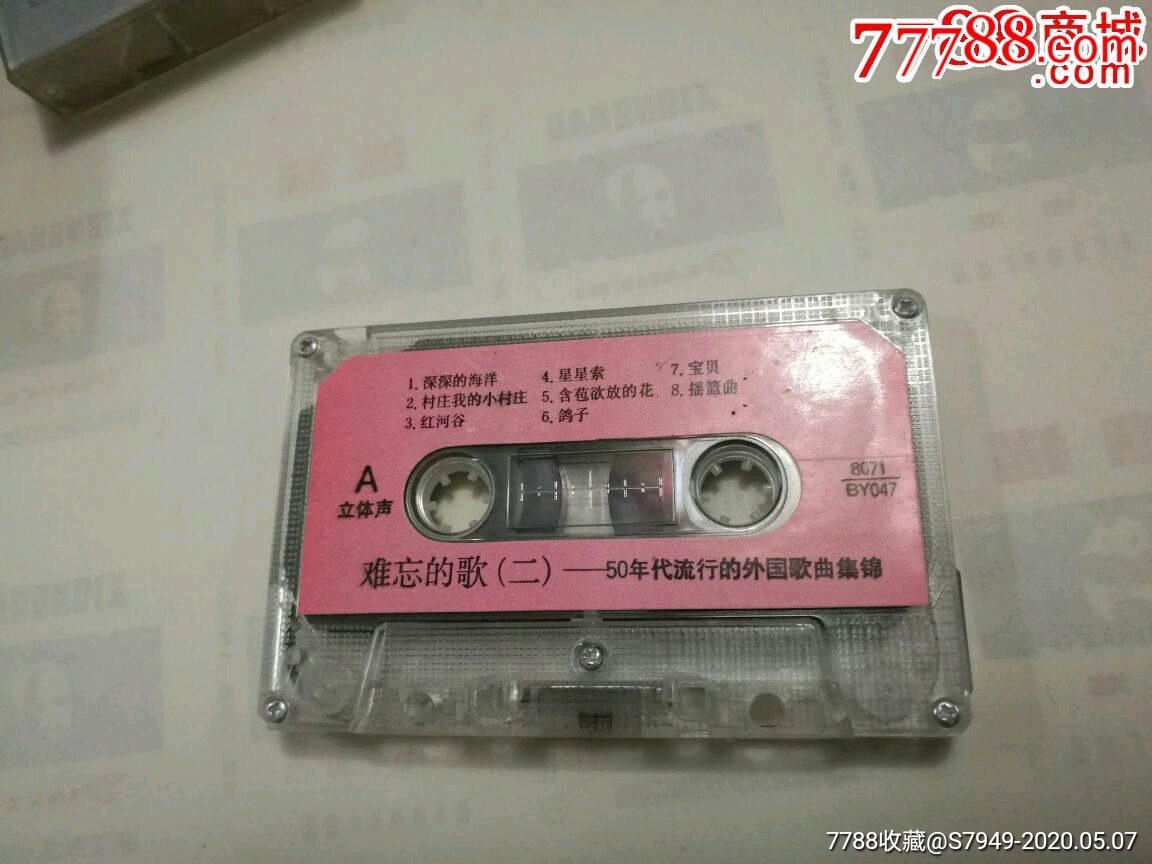 77788商城
.com
1.深深的海洋
2.村庄我的小村庄
3.红河谷
4.星星索
5.含苞欲放的花
6.鸽子
7.宝贝
8.摇篮曲
A
立体声
8071
BY047
难忘的歌(二)——50年代流行的外国歌曲集锦
7788收藏@S7949-2020.05.07